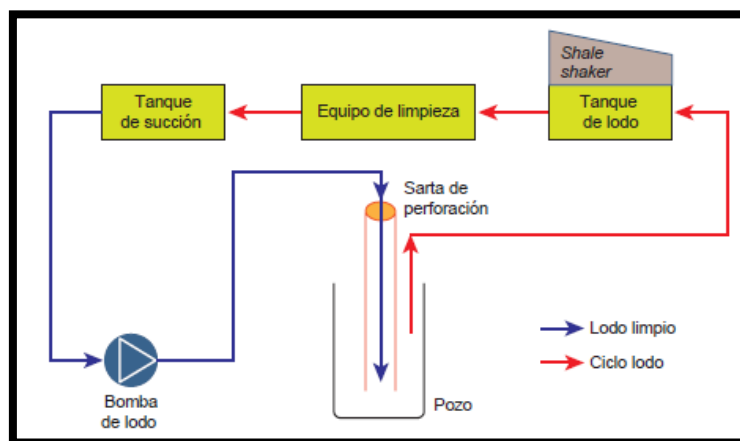 Shale
shaker
Tanque
de succión
Equipo de limpieza
Tanque
de lodo
Sarta de
perforación
Lodo limpio
Ciclo lodo
Bomba
de lodo
Pozo